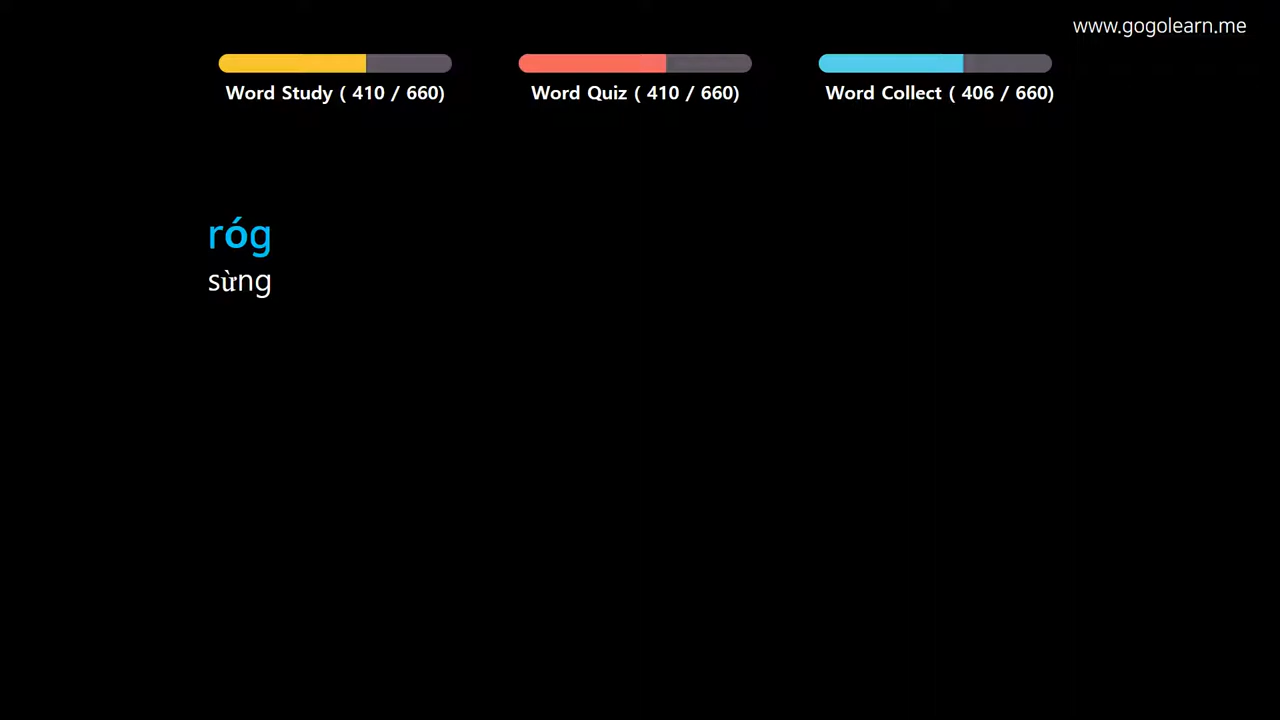 www.gogolearn.me
Word Study ( 410 / 660)
Word Quiz ( 410 / 660)
Word Collect ( 406 / 660)
róg
sừng